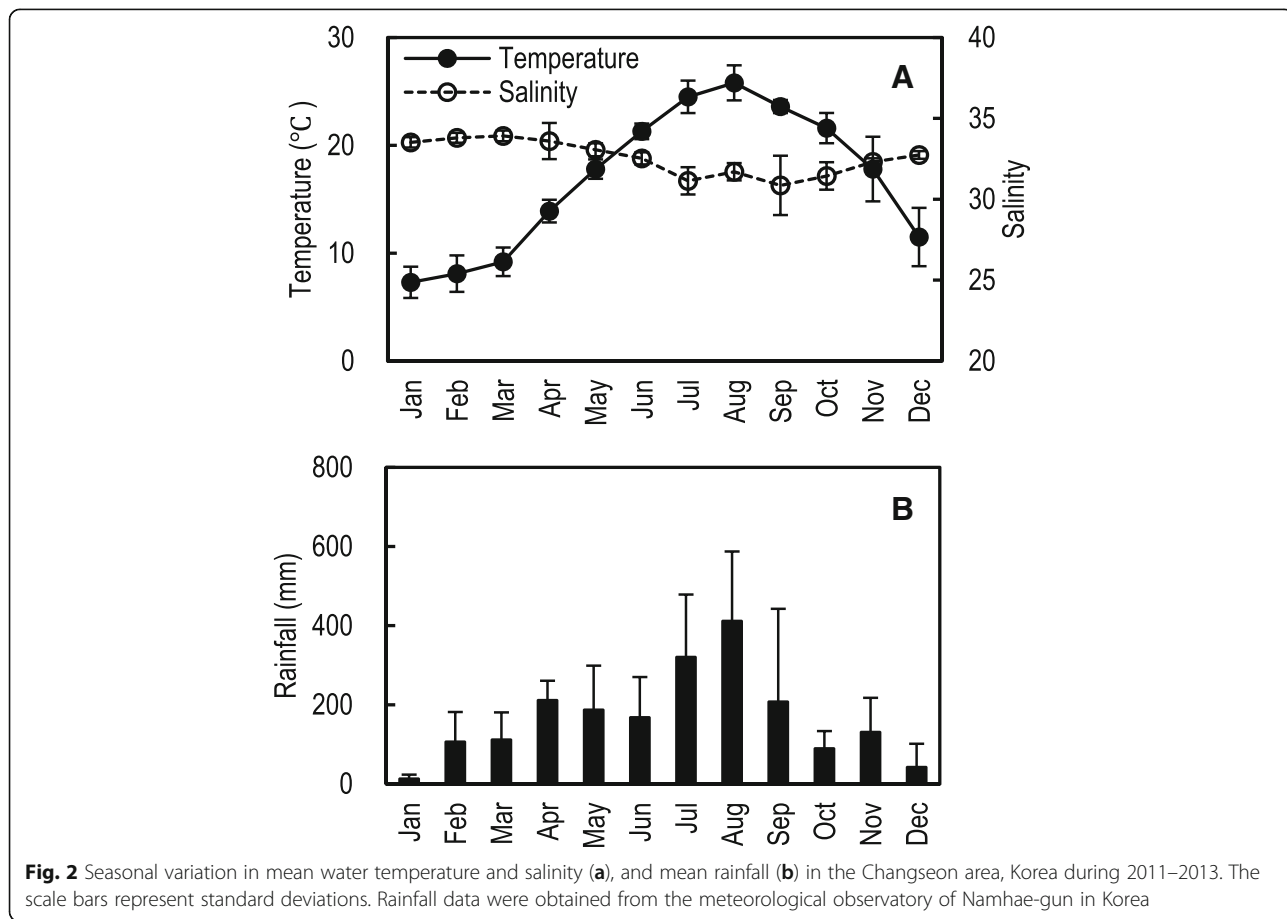 30
40
Temperature
Salinity
A
35
20
30
10
25
0
20
Temperature (°C )
Salinity
Jan Feb Mar Apr May Jun Jul Aug Sep Oct Nov Dec
800
B
600
400
200
0
Rainfall (mm)
Jan Feb Mar Apr May Jun Jul Aug Sep Oct Nov Dec
Fig. 2 Seasonal variation in mean water temperature and salinity (a), and mean rainfall (b) in the Changseon area, Korea during 2011–2013. The
scale bars represent standard deviations. Rainfall data were obtained from the meteorological observatory of Namhae-gun in Korea